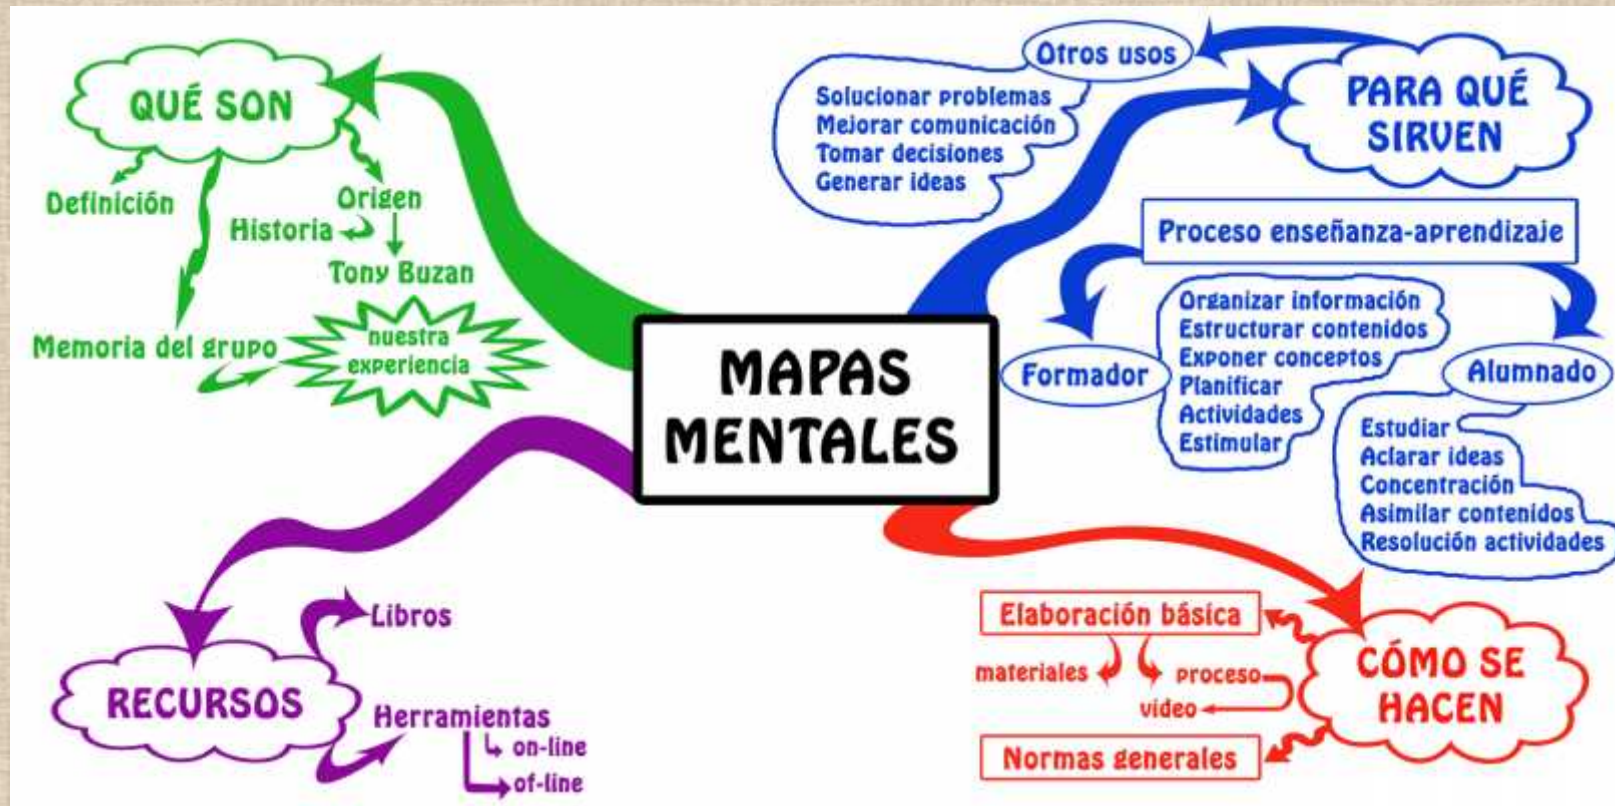 QUÉ SON
Definición
Origen
Historia
Tony Buzan
Memoria del grupo
nuestra
experiencia
MAPAS
MENTALES
Otros usos
Solucionar problemas
Mejorar comunicación
Tomar decisiones
Generar ideas
PARA QUÉ
SIRVEN
Proceso enseñanza-aprendizaje
Formador
Organizar información
Estructurar contenidos
Exponer conceptos
Planificar
Actividades
Estimular
Alumnado
Estudiar
Aclarar ideas
Concentración
Asimilar contenidos
Resolución actividades
RECURSOS
Libros
Herramientas
on-line
of-line
CÓMO SE
HACEN
Elaboración básica
materiales
proceso
video
Normas generales